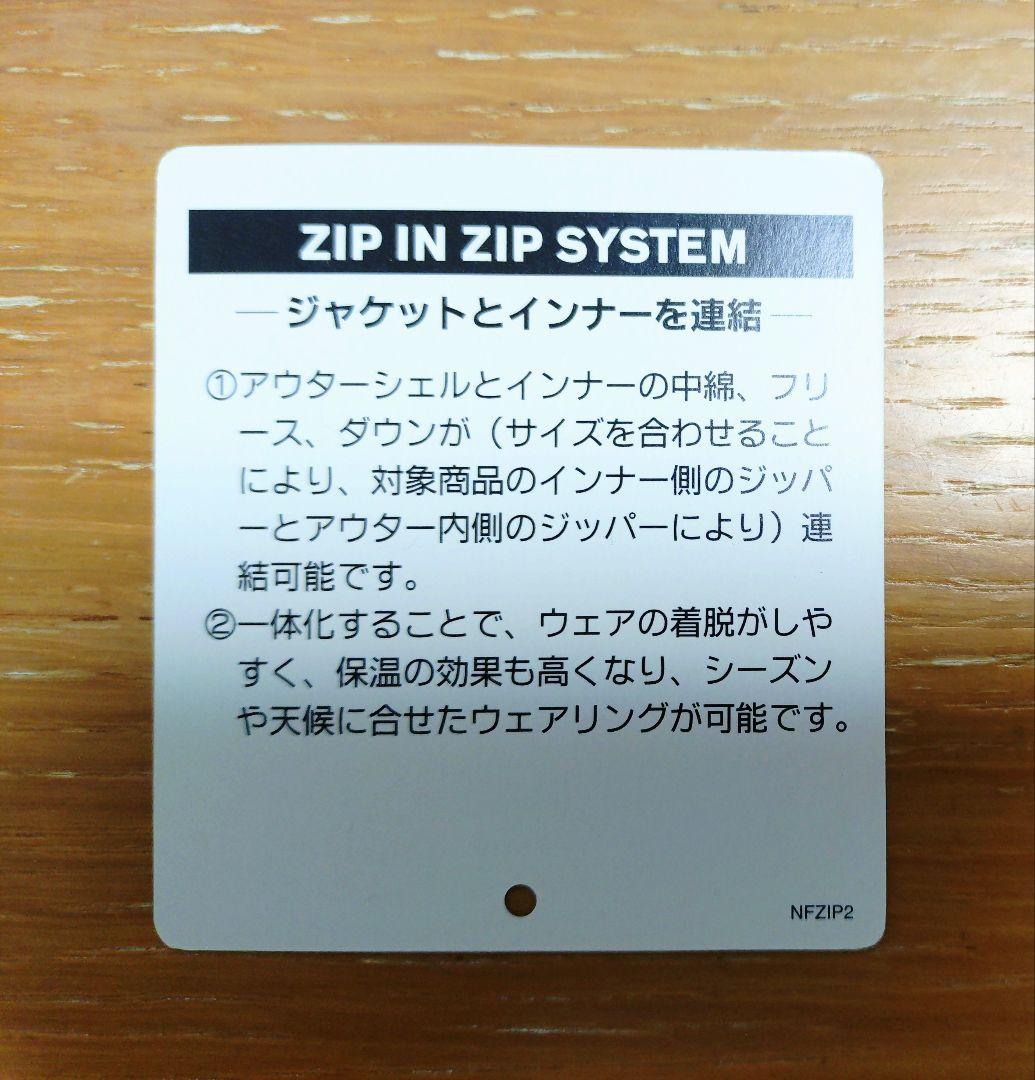 ZIP IN ZIP SYSTEM
ジャケットとインナーを連結
①アウターシェルとインナーの中綿、フリ
ース、ダウンが（サイズを合わせること
により、対象商品のインナー側のジッパ
ーとアウター内側のジッパーにより）連
結可能です。
②一体化することで、ウェアの着脱がしや
すく、保温の効果も高くなり、シーズン
や天候に合せたウェアリングが可能です。
NFZIP2